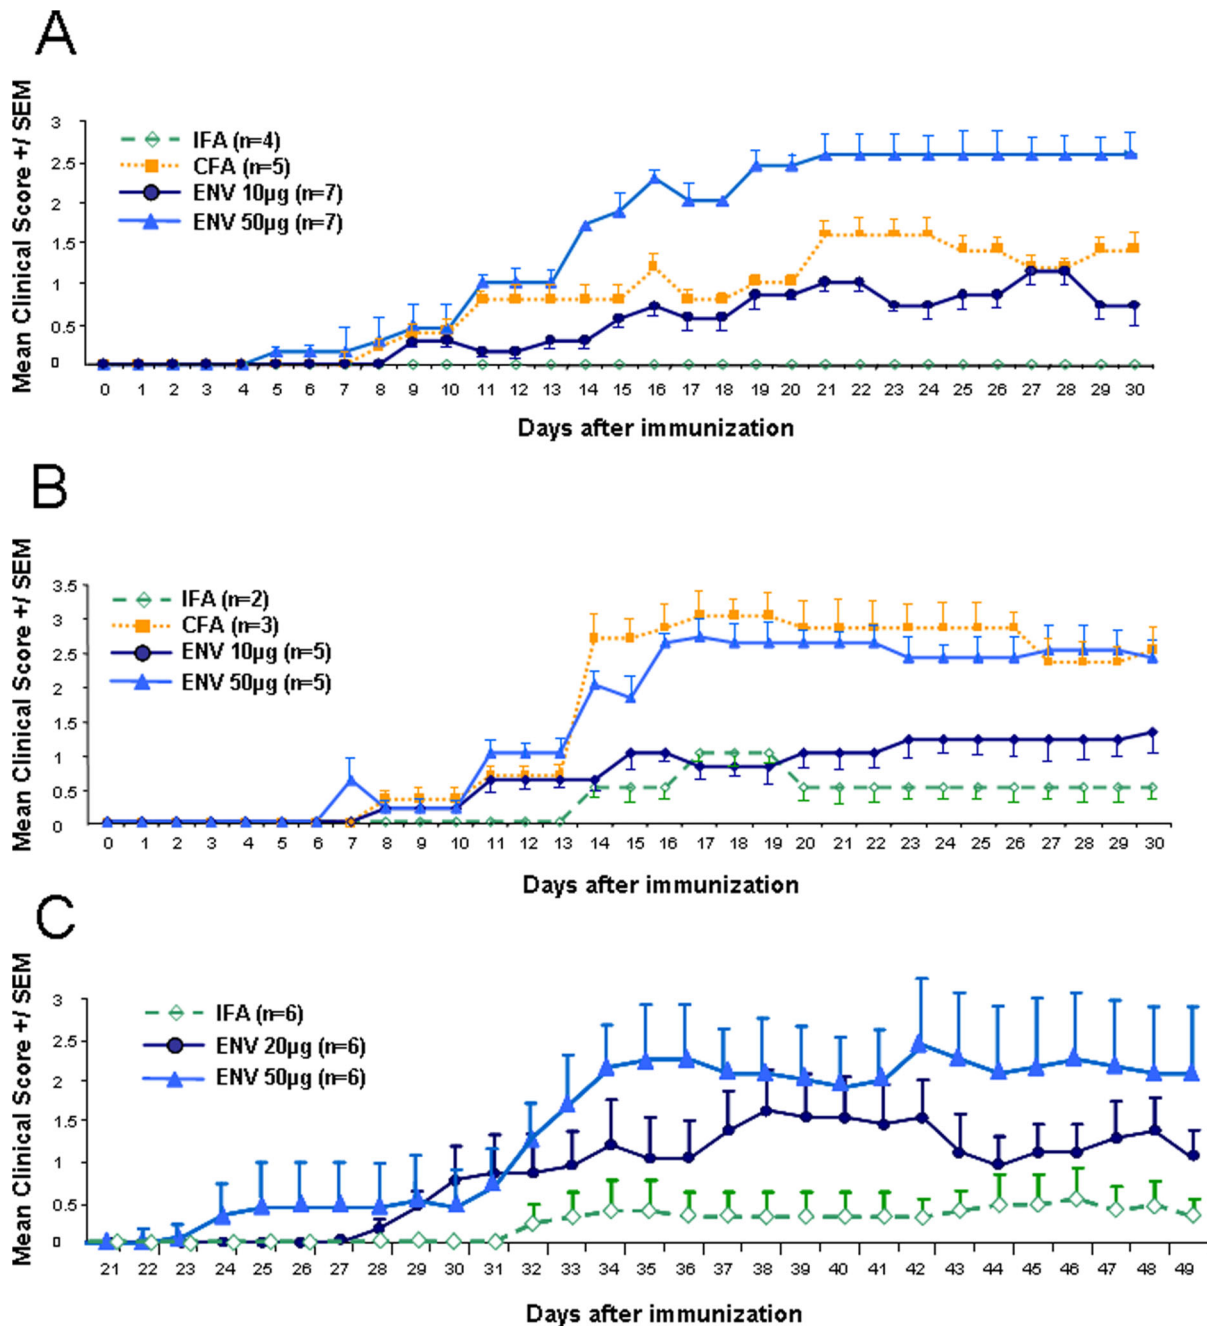 A
Mean Clinical Score +/ SEM
3
2.5
2
1.5
1
0.5
0
IFA (n=4)
CFA (n=5)
ENV 10µg (n=7)
ENV 50µg (n=7)
0 1 2 3 4 5 6 7 8 9 10 11 12 13 14 15 16 17 18 19 20 21 22 23 24 25 26 27 28 29 30
Days after immunization
B
Mean Clinical Score +/ SEM
3.5
3
2.5
2
1.5
1
0.5
0
IFA (n=2)
CFA (n=3)
ENV 10µg (n=5)
ENV 50µg (n=5)
0 1 2 3 4 5 6 7 8 9 10 11 12 13 14 15 16 17 18 19 20 21 22 23 24 25 26 27 28 29 30
Days after immunization
C
Mean Clinical Score +/ SEM
3
2.5
2
1.5
1
0.5
0
IFA (n=6)
ENV 20µg (n=6)
ENV 50µg (n=6)
21 22 23 24 25 26 27 28 29 30 31 32 33 34 35 36 37 38 39 40 41 42 43 44 45 46 47 48 49
Days after immunization